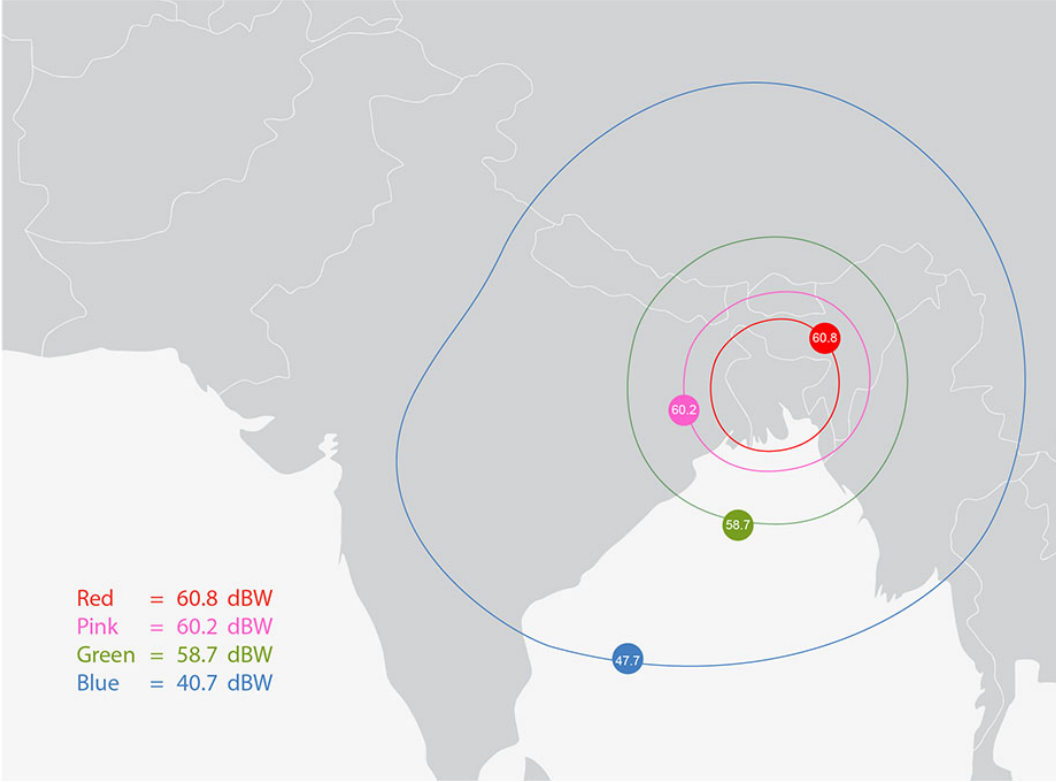 60.8
60.2
58.7
47.7
Red = 60.8 dBW
Pink = 60.2 dBW
Green = 58.7 dBW
Blue = 40.7 dBW